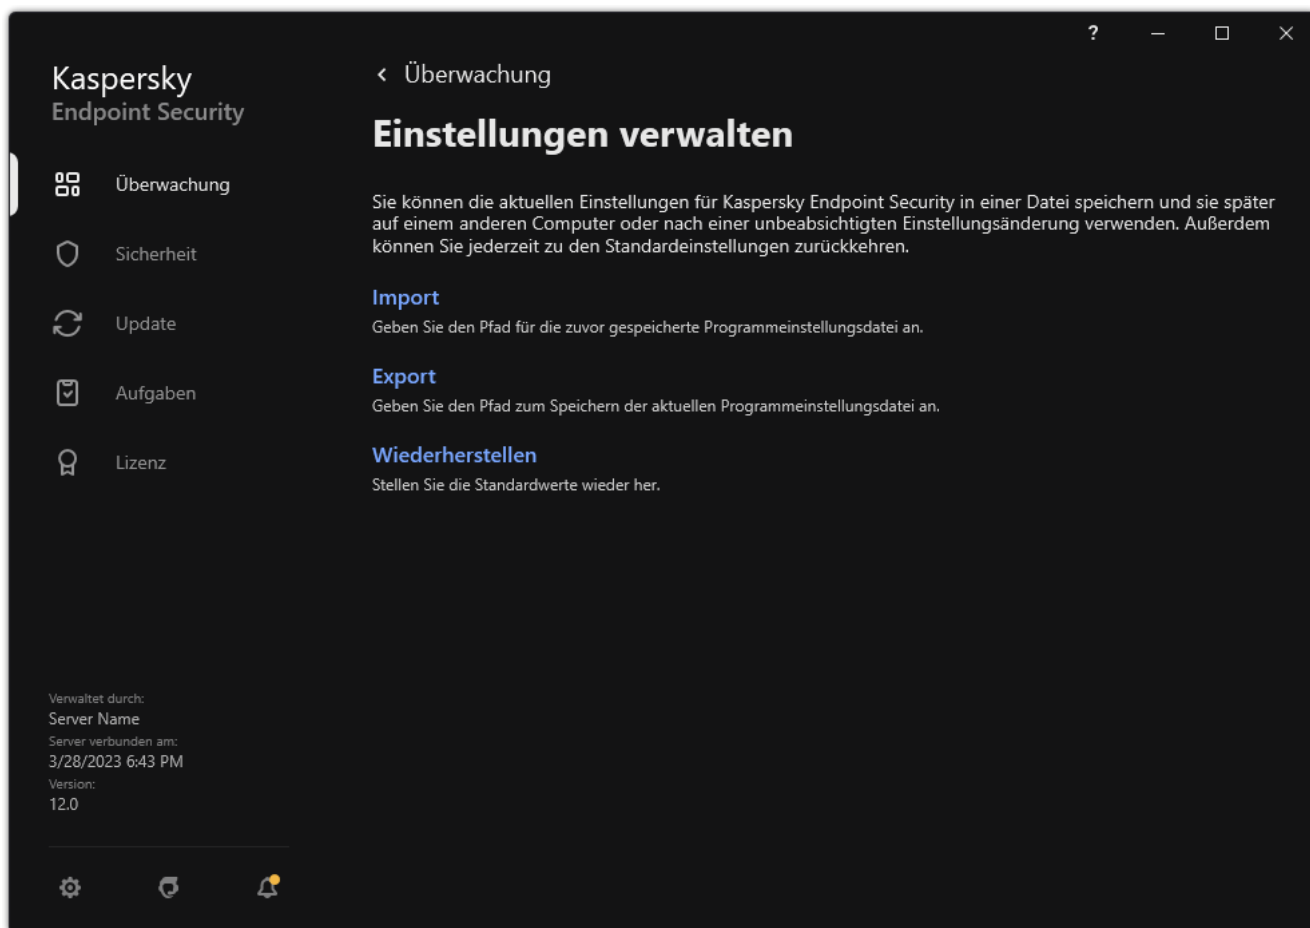 ?
Kaspersky
Endpoint Security
Überwachung
Sicherheit
Update
Aufgaben
Lizenz
Verwaltet durch:
Server Name
Server verbunden am:
3/28/2023 6:43 PM
Version:
12.0
Überwachung
Einstellungen verwalten
Sie können die aktuellen Einstellungen für Kaspersky Endpoint Security in einer Datei speichern und sie später
auf einem anderen Computer oder nach einer unbeabsichtigten Einstellungsänderung verwenden. Außerdem
können Sie jederzeit zu den Standardeinstellungen zurückkehren.
Import
Geben Sie den Pfad für die zuvor gespeicherte Programmeinstellungsdatei an.
Export
Geben Sie den Pfad zum Speichern der aktuellen Programmeinstellungsdatei an.
Wiederherstellen
Stellen Sie die Standardwerte wieder her.